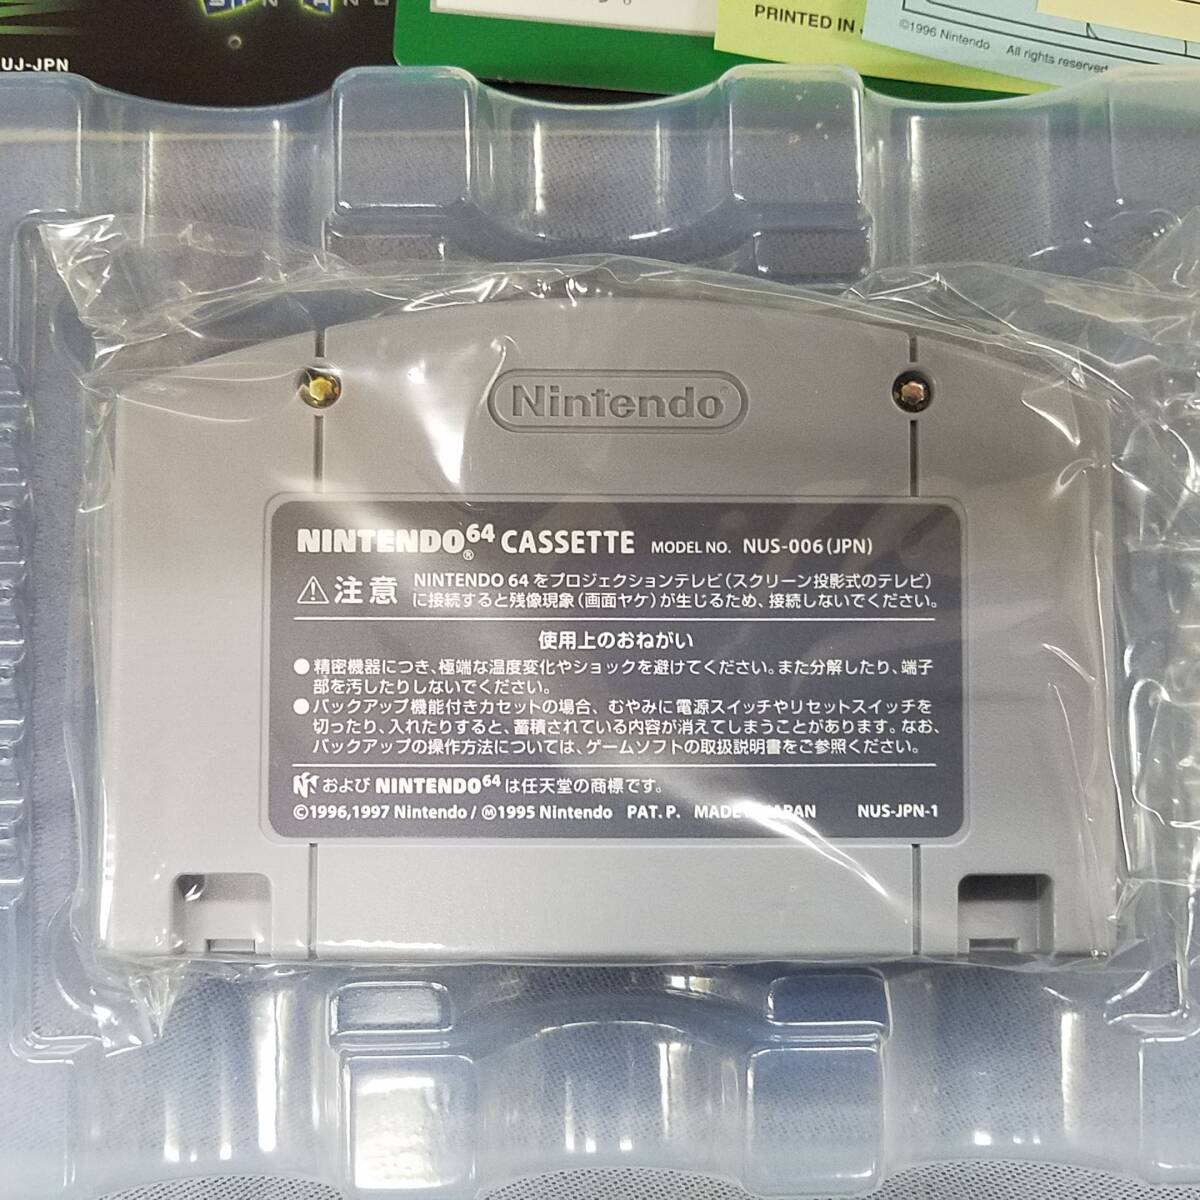 UJ-JPN
PRINTED IN
©1996 Nintendo All rights reserved
Nintendo
NINTENDO64® CASSETTE MODEL NO. NUS-006(JPN)
⚠注意 NINTENDO 64をプロジェクションテレビ(スクリーン投影式のテレビ)
に接続すると残像現象(画面ヤケ)が生じるため、接続しないでください。
使用上のおねがい
●精密機器につき、極端な温度変化やショックを避けてください。また分解したり、端子
部を汚したりしないでください。
●バックアップ機能付きカセットの場合、むやみに電源スイッチやリセットスイッチを
切ったり、入れたりすると、蓄積されている内容が消えてしまうことがあります。なお、
バックアップの操作方法については、ゲームソフトの取扱説明書をご参照ください。
および NINTENDO64 は任天堂の商標です。
©1996,1997 Nintendo / Ⓜ1995 Nintendo PAT. P. MADE IN JAPAN NUS-JPN-1